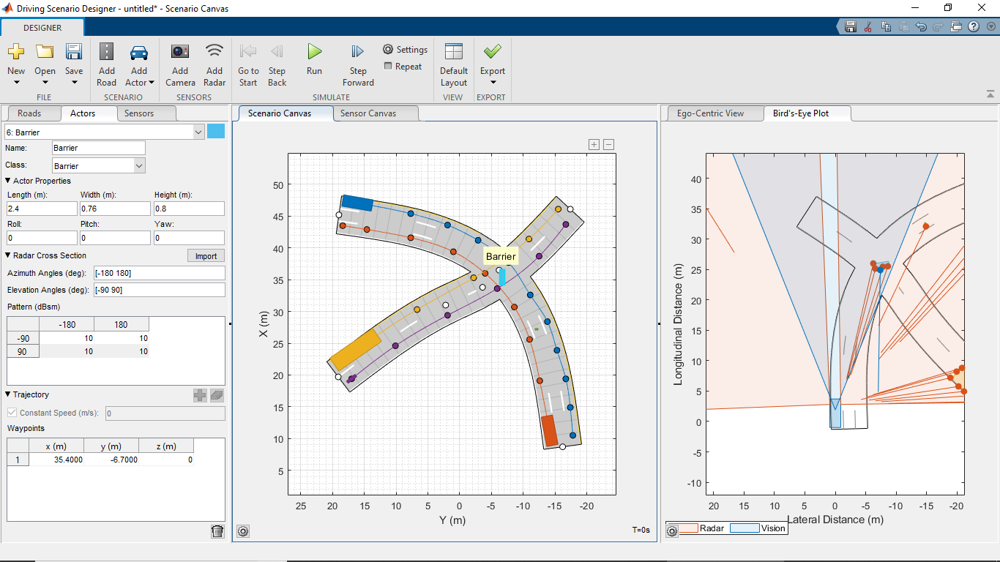 Driving Scenario Designer - untitled* - Scenario Canvas
DESIGNER
New
Open
Save
Add Road
Add Actor
Add Camera
Add Radar
Go to Start
Step Back
Run
Step Forward
Settings
Repeat
Default Layout
Export
FILE
SCENARIO
SENSORS
SIMULATE
VIEW
EXPORT
Roads
Actors
Sensors
6: Barrier
Name: Barrier
Class: Barrier
Actor Properties
Length (m): Width (m): Height (m):
2.4 0.76 0.8
Roll: Pitch: Yaw:
0 0 0
Radar Cross Section
Import
Azimuth Angles (deg): [-180 180]
Elevation Angles (deg): [-90 90]
Pattern (dBsm)
-180 180
-90 10 10
90 10 10
Trajectory
Constant Speed (m/s): 0
Waypoints
x (m) y (m) z (m)
1 35.4000 -6.7000 0
Scenario Canvas
Sensor Canvas
50
45
40
35
30
25
20
15
10
5
X (m)
Barrier
25 20 15 10 5 0 -5 -10 -15 -20
Y (m)
T=0s
Ego-Centric View
Bird's-Eye Plot
40
35
30
25
20
15
10
5
0
-5
-10
Longitudinal Distance (m)
20 15 10 5 0 -5 -10 -15 -20
Lateral Distance (m)
Radar
Vision